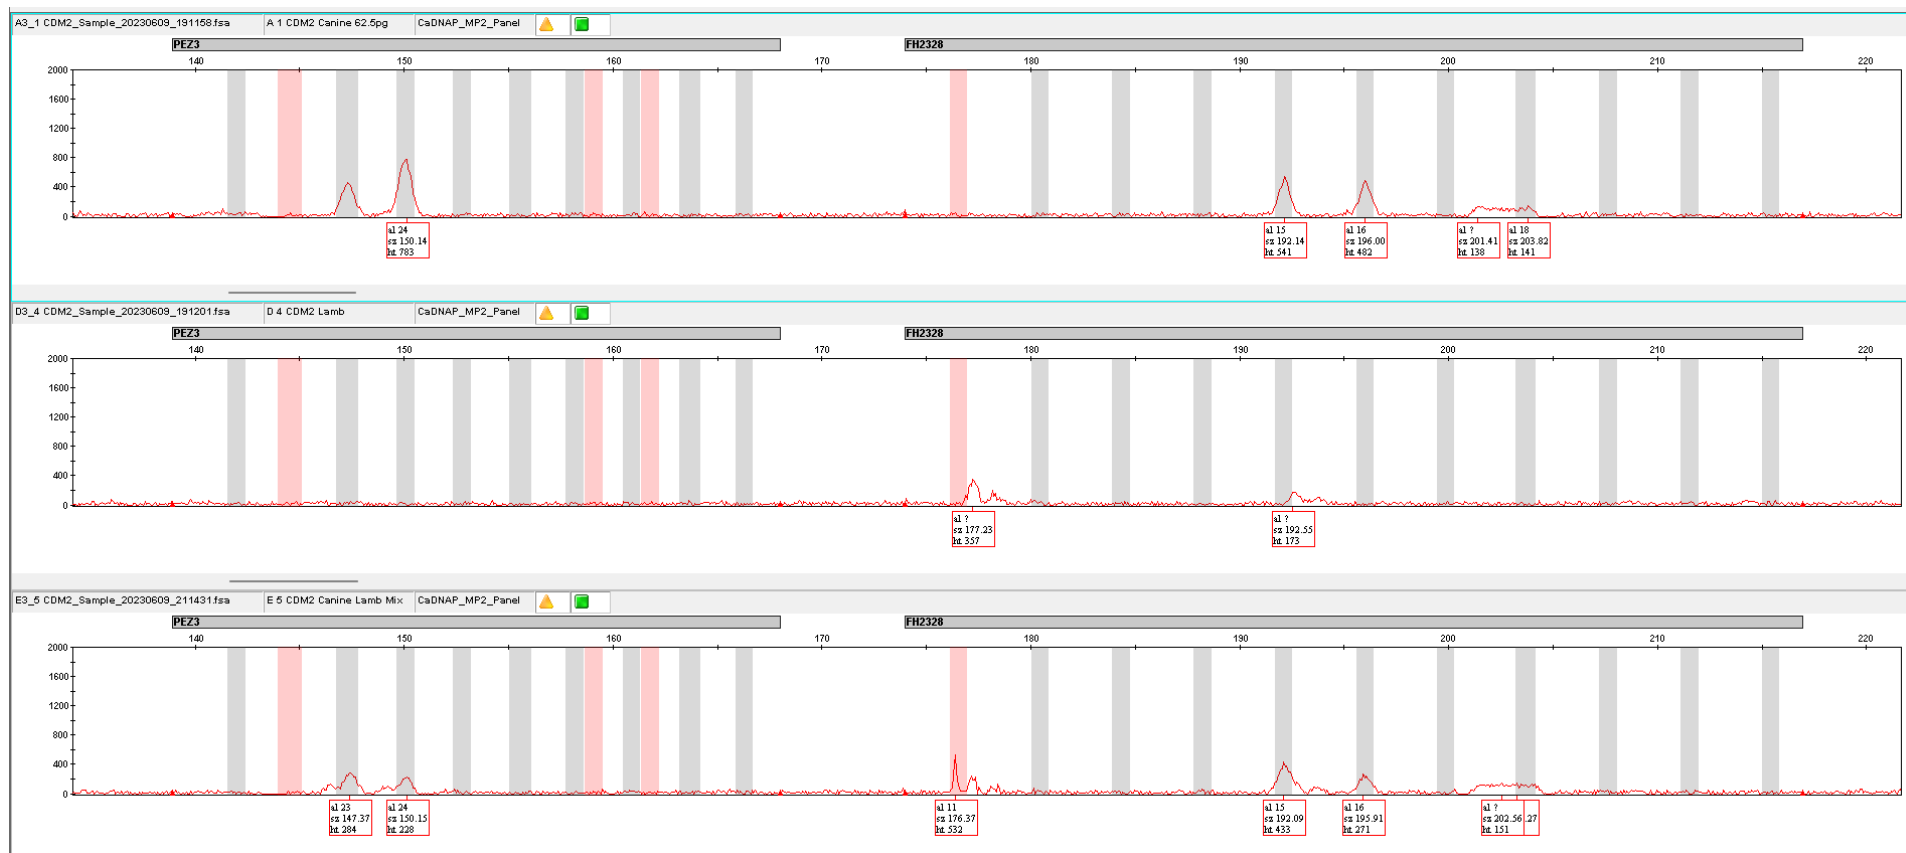 A3_1 CDM2_Sample_20230609_191158.fsa A 1 CDM2 Canine 62.5pg CaDNAP_MP2_Panel
PEZ3 FH2328
140 150 160 170 180 190 200 210 220
2000
1600
1200
800
400
0
al 24
sz 150.14
ht 783
al 15
sz 192.14
ht 541
al 16
sz 196.00
ht 482
al ?
sz 201.41
ht 138
al 18
sz 203.82
ht 141
D3_4 CDM2_Sample_20230609_191201.fsa D 4 CDM2 Lamb CaDNAP_MP2_Panel
PEZ3 FH2328
140 150 160 170 180 190 200 210 220
2000
1600
1200
800
400
0
al ?
sz 177.23
ht 357
al ?
sz 192.55
ht 173
E3_5 CDM2_Sample_20230609_211431.fsa E 5 CDM2 Canine Lamb Mix CaDNAP_MP2_Panel
PEZ3 FH2328
140 150 160 170 180 190 200 210 220
2000
1600
1200
800
400
0
al 23
sz 147.37
ht 284
al 24
sz 150.15
ht 228
al 11
sz 176.37
ht 532
al 15
sz 192.09
ht 433
al 16
sz 195.91
ht 271
al ?
sz 202.56 .27
ht 151